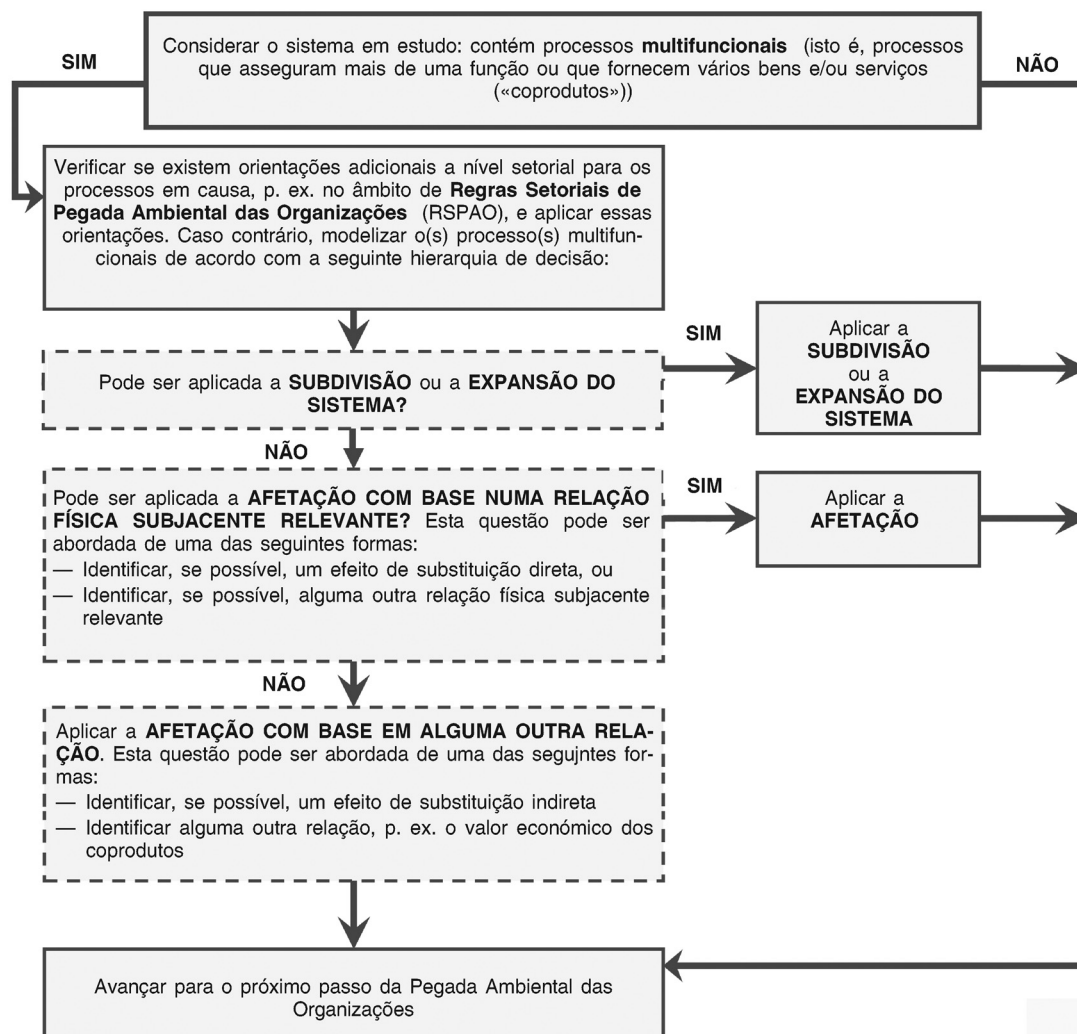 Considerar o sistema em estudo: contém processos multifuncionais (isto é, processos
que asseguram mais de uma função ou que fornecem vários bens e/ou serviços
(«coprodutos»))
SIM
NÃO
Verificar se existem orientações adicionais a nível setorial para os
processos em causa, p. ex. no âmbito de Regras Setoriais de
Pegada Ambiental das Organizações (RSPAO), e aplicar essas
orientações. Caso contrário, modelizar o(s) processo(s) multifun-
cionais de acordo com a seguinte hierarquia de decisão:
Pode ser aplicada a SUBDIVISÃO ou a EXPANSÃO DO
SISTEMA?
SIM
Aplicar a
SUBDIVISÃO
ou a
EXPANSÃO DO
SISTEMA
NÃO
Pode ser aplicada a AFETAÇÃO COM BASE NUMA RELAÇÃO
FÍSICA SUBJACENTE RELEVANTE? Esta questão pode ser
abordada de uma das seguintes formas:
— Identificar, se possível, um efeito de substituição direta, ou
— Identificar, se possível, alguma outra relação física subjacente
relevante
SIM
Aplicar a
AFETAÇÃO
NÃO
Aplicar a AFETAÇÃO COM BASE EM ALGUMA OUTRA RELA-
ÇÃO. Esta questão pode ser abordada de uma das segujntes for-
mas:
— Identificar, se possível, um efeito de substituição indireta
— Identificar alguma outra relação, p. ex. o valor económico dos
coprodutos
Avançar para o próximo passo da Pegada Ambiental das
Organizações